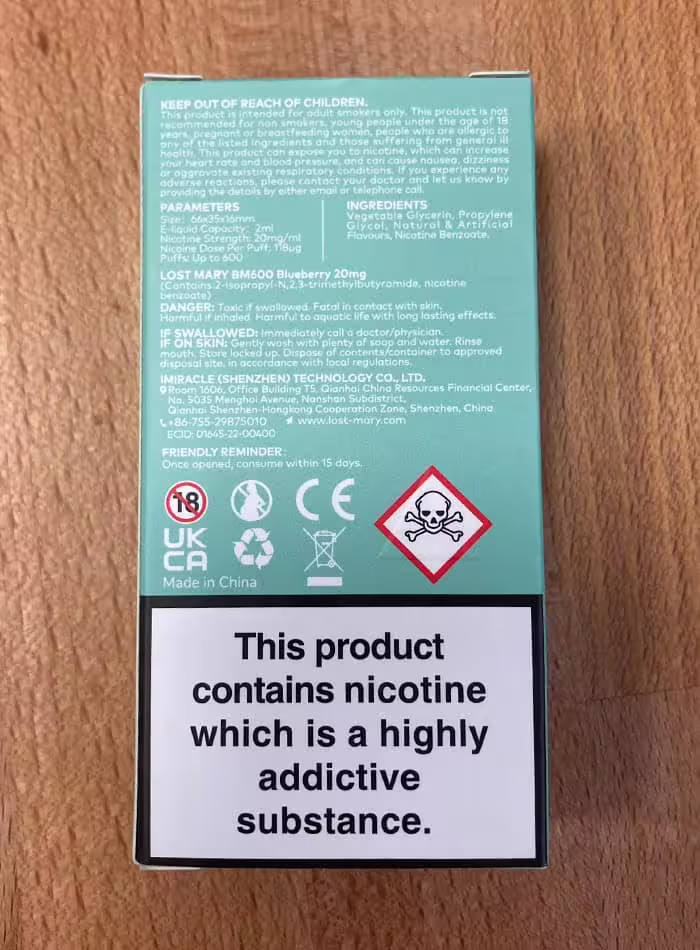 KEEP OUT OF REACH OF CHILDREN.
This product is intended for adult smokers only. This product is not
recommended for non smokers, young people under the age of 18
years, pregnant or breastfeeding women, people who are allergic to
any of the listed ingredients and those suffering from general ill
health. This product can expose you to nicotine, which can increase
your heart rate and blood pressure, and can cause nausea, dizziness
or aggravate existing respiratory conditions. If you experience any
adverse reactions, please contact your doctor and let us know by
providing the details by either email or telephone call.
PARAMETERS
Size: 66x35x16mm
E-liquid Capacity: 2ml
Nicotine Strength: 20mg/ml
Nicoine Dose Per Puff: 118μg
Puffs: Up to 600
INGREDIENTS
Vegetable Glycerin, Propylene
Glycol, Natural & Artificial
Flavours, Nicotine Benzoate.
LOST MARY BM600 Blueberry 20mg
(Contains 2-isopropyl-N,2,3-trimethylbutyramide, nicotine
benzoate)
DANGER: Toxic if swallowed. Fatal in contact with skin.
Harmful if inhaled. Harmful to aquatic life with long lasting effects.
IF SWALLOWED: Immediately call a doctor/physician.
IF ON SKIN: Gently wash with plenty of soap and water. Rinse
mouth. Store locked up. Dispose of contents/container to approved
disposal site, in accordance with local regulations.
IMIRACLE (SHENZHEN) TECHNOLOGY CO., LTD.
Room 1606, Office Building T5, Qianhai China Resources Financial Center,
No. 5035 Menghai Avenue, Nanshan Subdistrict,
Qianhai Shenzhen-Hongkong Cooperation Zone, Shenzhen, China
+86-755-29875010 www.lost-mary.com
ECID: 01645-22-00400
FRIENDLY REMINDER:
Once opened, consume within 15 days.
18
CE
UK
CA
Made in China
This product
contains nicotine
which is a highly
addictive
substance.